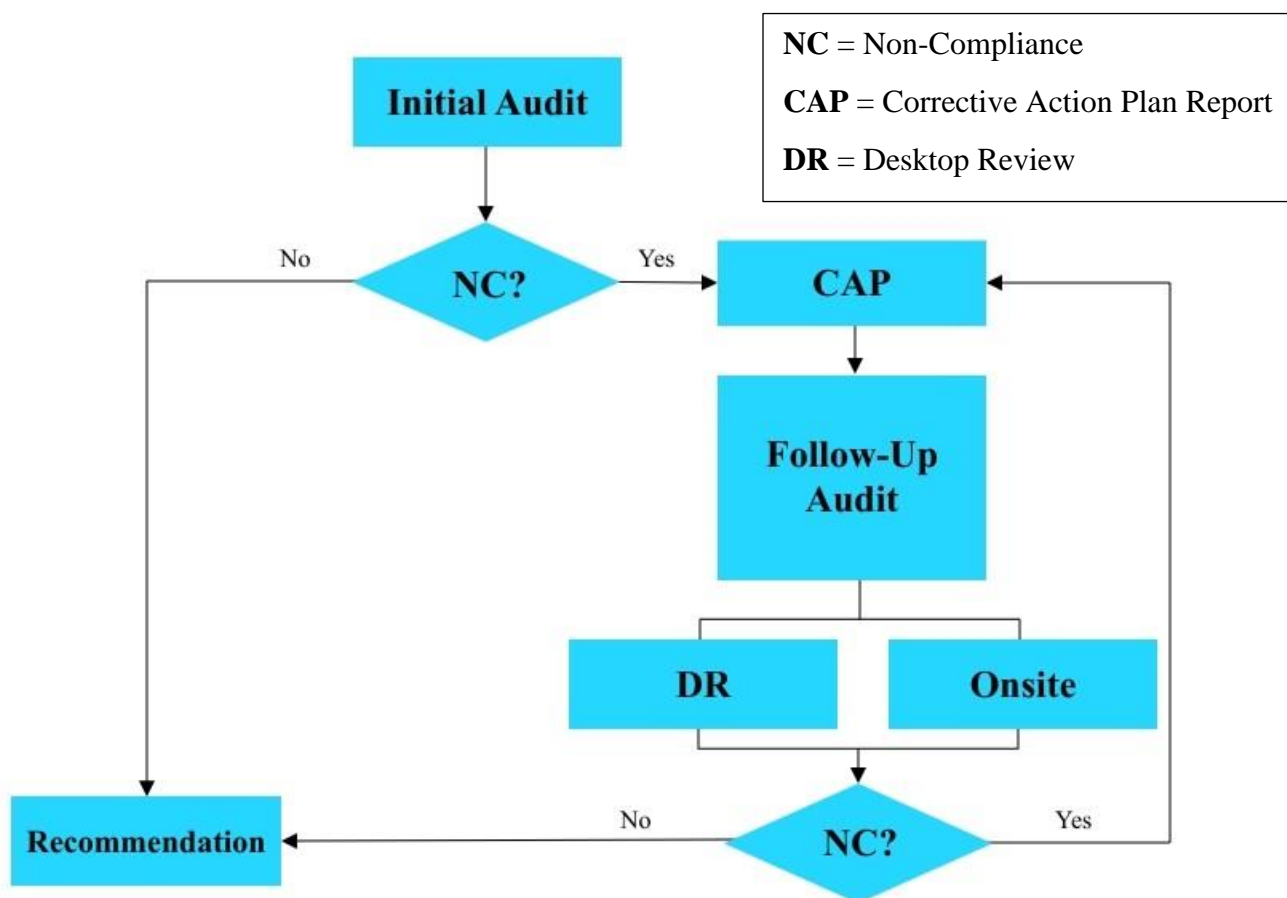 NC = Non-Compliance
CAP = Corrective Action Plan Report
DR = Desktop Review
Initial Audit
No
NC?
Yes
CAP
Follow-Up
Audit
DR
Onsite
Recommendation
No
NC?
Yes